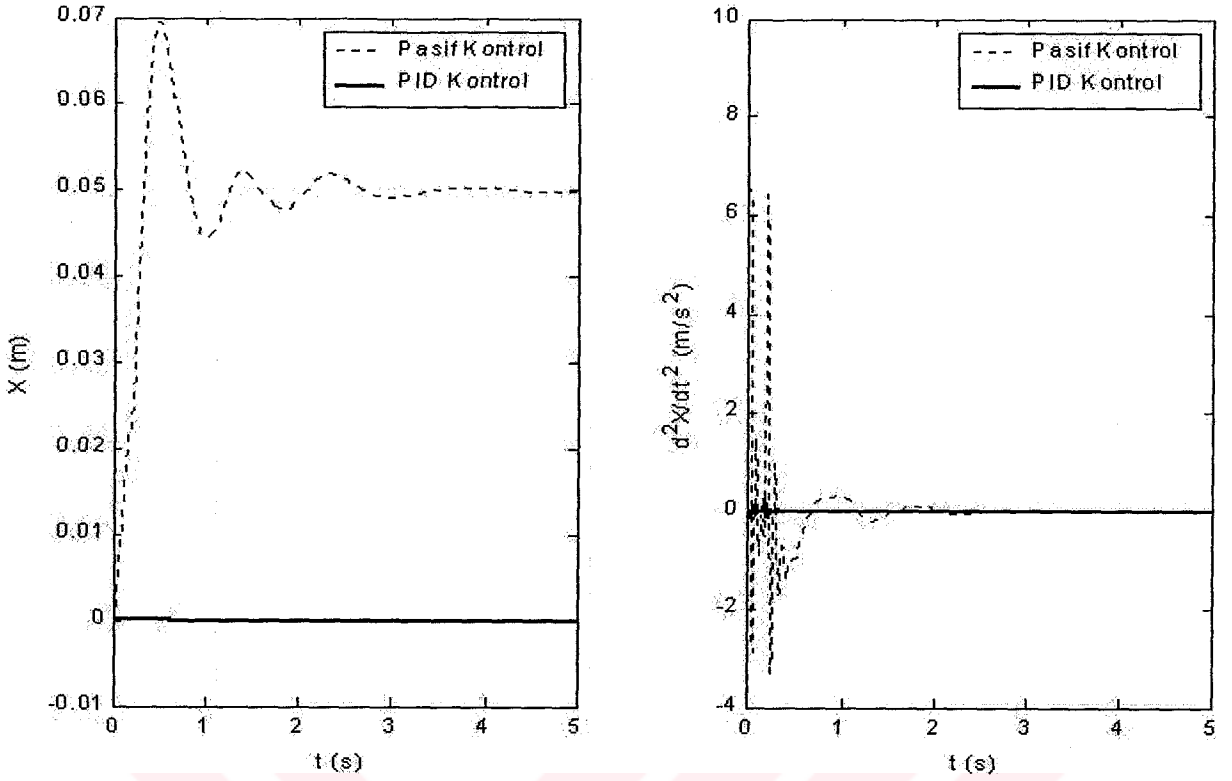 0.07
0.06
0.05
0.04
0.03
0.02
0.01
0
-0.01
X (m)
0 1 2 3 4 5
t (s)
Pasif Kontrol
PID Kontrol
10
8
6
4
2
0
-2
-4
d²X/dt² (m/s²)
0 1 2 3 4 5
t (s)
Pasif Kontrol
PID Kontrol